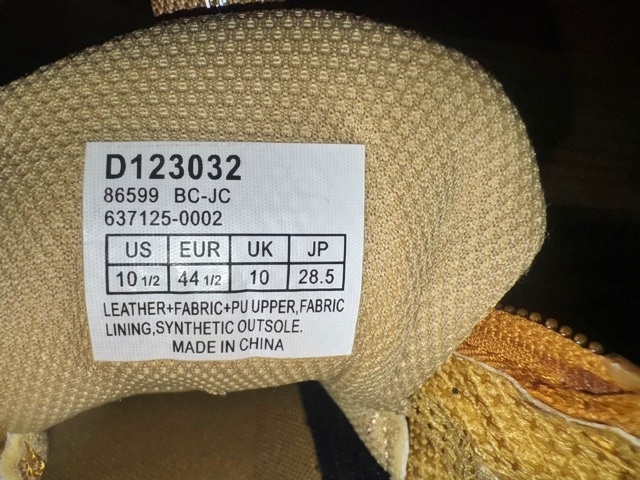 D123032
86599 BC-JC
637125-0002
US EUR UK JP
10 1/2 44 1/2 10 28.5
LEATHER+FABRIC+PU UPPER,FABRIC
LINING,SYNTHETIC OUTSOLE.
MADE IN CHINA